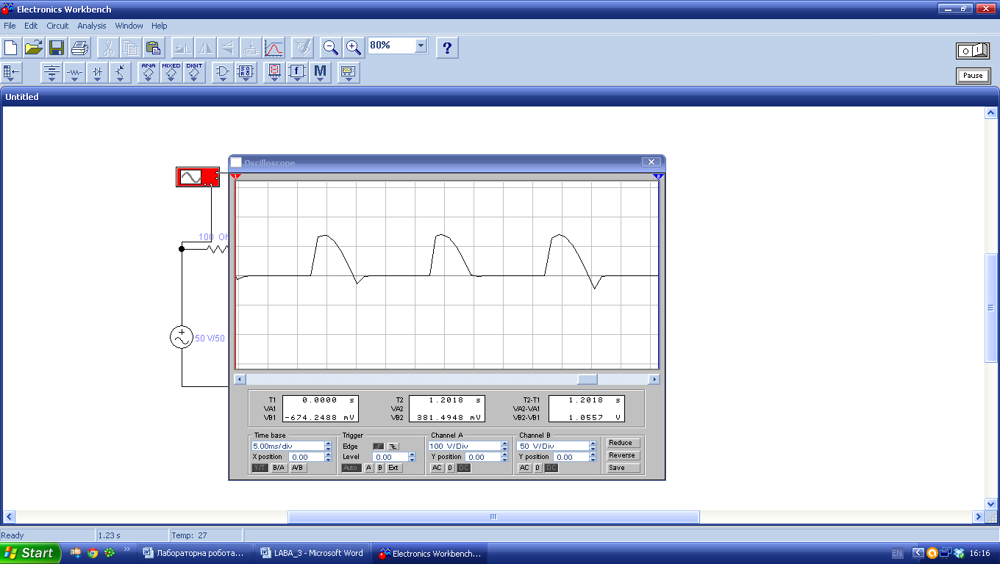 Electronics Workbench
File Edit Circuit Analysis Window Help
80%
?
ANA MIXED DIGIT
f M
Pause
Untitled
Oscilloscope
1 2
100 Oh
50 V/50
T1 0.0000 s T2 1.2018 s T2-T1 1.2018 s
VA1 VA2 VA2-VA1
VB1 -674.2488 mV VB2 381.4948 mV VB2-VB1 1.0557 V
Time base Trigger Channel A Channel B
5.00ms/div Edge 100 V/Div 50 V/Div Reduce
X position 0.00 Level 0.00 Y position 0.00 Y position 0.00 Reverse
Y/T B/A A/B Auto A B Ext AC 0 DC AC 0 DC Save
Ready 1.23 s Temp: 27
Start » Лабораторна робота... LABA_3 - Microsoft Word Electronics Workbench... EN 16:16